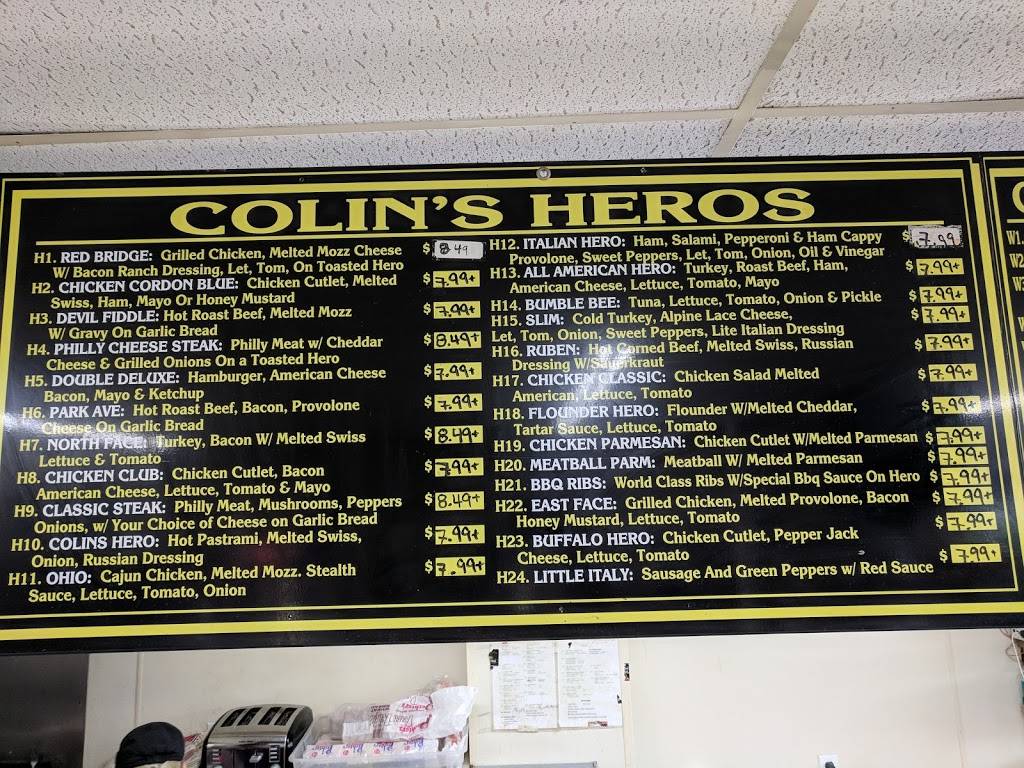 COLIN'S HEROS
H1. RED BRIDGE: Grilled Chicken, Melted Mozz Cheese $ 8.49
W/ Bacon Ranch Dressing, Let, Tom, On Toasted Hero
H2. CHICKEN CORDON BLUE: Chicken Cutlet, Melted $ 7.99+
Swiss, Ham, Mayo Or Honey Mustard
H3. DEVIL FIDDLE: Hot Roast Beef, Melted Mozz $ 7.99+
W/ Gravy On Garlic Bread
H4. PHILLY CHEESE STEAK: Philly Meat w/ Cheddar $ 8.49+
Cheese & Grilled Onions On a Toasted Hero
H5. DOUBLE DELUXE: Hamburger, American Cheese $ 7.99+
Bacon, Mayo & Ketchup
H6. PARK AVE: Hot Roast Beef, Bacon, Provolone $ 7.99+
Cheese On Garlic Bread
H7. NORTH FACE: Turkey, Bacon W/ Melted Swiss $ 8.49+
Lettuce & Tomato
H8. CHICKEN CLUB: Chicken Cutlet, Bacon $ 7.99+
American Cheese, Lettuce, Tomato & Mayo
H9. CLASSIC STEAK: Philly Meat, Mushrooms, Peppers $ 8.49+
Onions, w/ Your Choice of Cheese on Garlic Bread
H10. COLINS HERO: Hot Pastrami, Melted Swiss, $ 7.99+
Onion, Russian Dressing
H11. OHIO: Cajun Chicken, Melted Mozz. Stealth $ 7.99+
Sauce, Lettuce, Tomato, Onion
H12. ITALIAN HERO: Ham, Salami, Pepperoni & Ham Cappy $ 7.99
Provolone, Sweet Peppers, Let, Tom, Onion, Oil & Vinegar
H13. ALL AMERICAN HERO: Turkey, Roast Beef, Ham, $ 7.99+
American Cheese, Lettuce, Tomato, Mayo
H14. BUMBLE BEE: Tuna, Lettuce, Tomato, Onion & Pickle $ 7.99+
H15. SLIM: Cold Turkey, Alpine Lace Cheese, $ 7.99+
Let, Tom, Onion, Sweet Peppers, Lite Italian Dressing
H16. RUBEN: Hot Corned Beef, Melted Swiss, Russian $ 7.99+
Dressing W/Sauerkraut
H17. CHICKEN CLASSIC: Chicken Salad Melted $ 7.99+
American, Lettuce, Tomato
H18. FLOUNDER HERO: Flounder W/Melted Cheddar, $ 7.99+
Tartar Sauce, Lettuce, Tomato
H19. CHICKEN PARMESAN: Chicken Cutlet W/Melted Parmesan $ 7.99+
H20. MEATBALL PARM: Meatball W/ Melted Parmesan $ 7.99+
H21. BBQ RIBS: World Class Ribs W/Special Bbq Sauce On Hero $ 7.99+
H22. EAST FACE: Grilled Chicken, Melted Provolone, Bacon $ 7.99+
Honey Mustard, Lettuce, Tomato
H23. BUFFALO HERO: Chicken Cutlet, Pepper Jack $ 7.99+
Cheese, Lettuce, Tomato
H24. LITTLE ITALY: Sausage And Green Peppers w/ Red Sauce $ 7.99+
W1.
W2